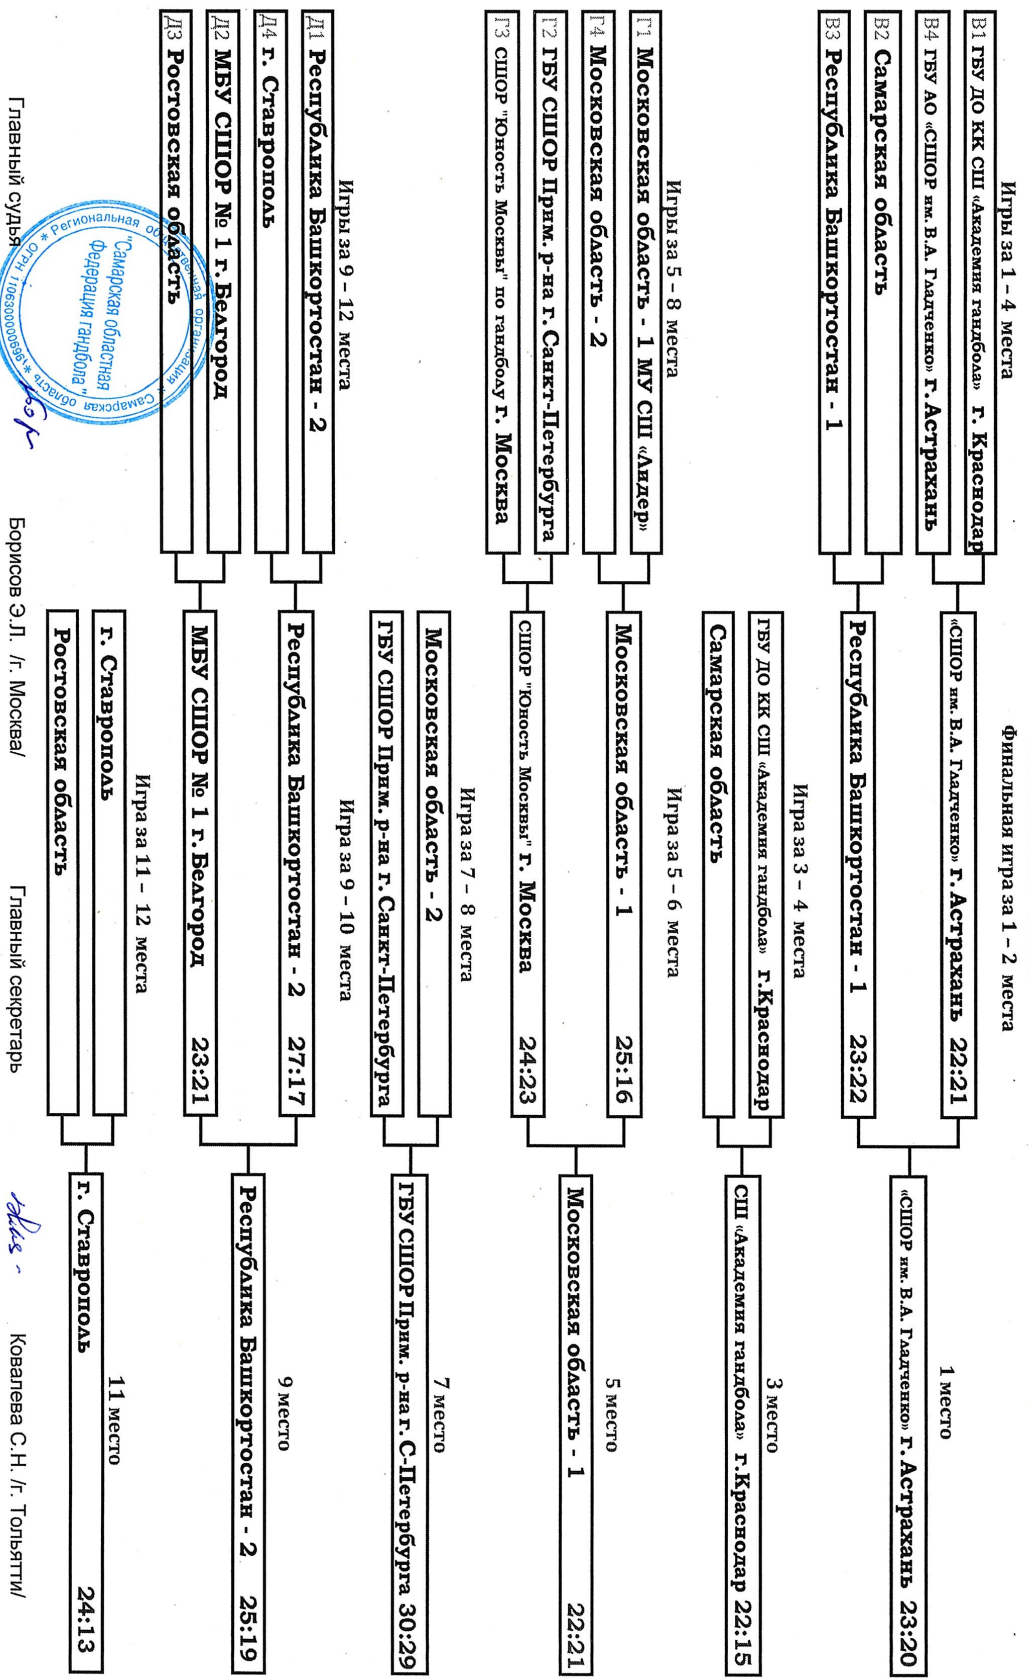 Игры за 1 – 4 места
В1 ГБУ ДО КК СШ «Академия гандбола» г. Краснодар
В4 ГБУ АО «СШОР им. В.А. Гладченко» г. Астрахань
В2 Самарская область
В3 Республика Башкортостан - 1
Финальная игра за 1 – 2 места
«СШОР им. В.А. Гладченко» г. Астрахань 22:21
Республика Башкортостан - 1 23:22
1 место
«СШОР им. В.А. Гладченко» г. Астрахань 23:20
Игра за 3 – 4 места
ГБУ ДО КК СШ «Академия гандбола» г.Краснодар
Самарская область
3 место
СШ «Академия гандбола» г.Краснодар 22:15
Игры за 5 – 8 места
Г1 Московская область - 1 МУ СШ «Лидер»
Г4 Московская область - 2
Г2 ГБУ СШОР Прим. р-на г. Санкт-Петербурга
Г3 СШОР "Юность Москвы" по гандболу г. Москва
Игра за 5 – 6 места
Московская область - 1 25:16
СШОР "Юность Москвы" г. Москва 24:23
5 место
Московская область - 1 22:21
Игра за 7 – 8 места
Московская область - 2
ГБУ СШОР Прим. р-на г. Санкт-Петербурга
7 место
ГБУ СШОР Прим. р-на г. С-Петербурга 30:29
Игры за 9 – 12 места
Д1 Республика Башкортостан - 2
Д4 г. Ставрополь
Д2 МБУ СШОР № 1 г. Белгород
Д3 Ростовская область
Игра за 9 – 10 места
Республика Башкортостан - 2 27:17
МБУ СШОР № 1 г. Белгород 23:21
9 место
Республика Башкортостан - 2 25:19
Игра за 11 – 12 места
г. Ставрополь
Ростовская область
11 место
г. Ставрополь 24:13
Главный судья Борисов Э.Л. /г. Москва/ Главный секретарь Ковалева С.Н. /г. Тольятти/
Региональная общественная организация * Самарская область *
"Самарская областная
Федерация гандбола"